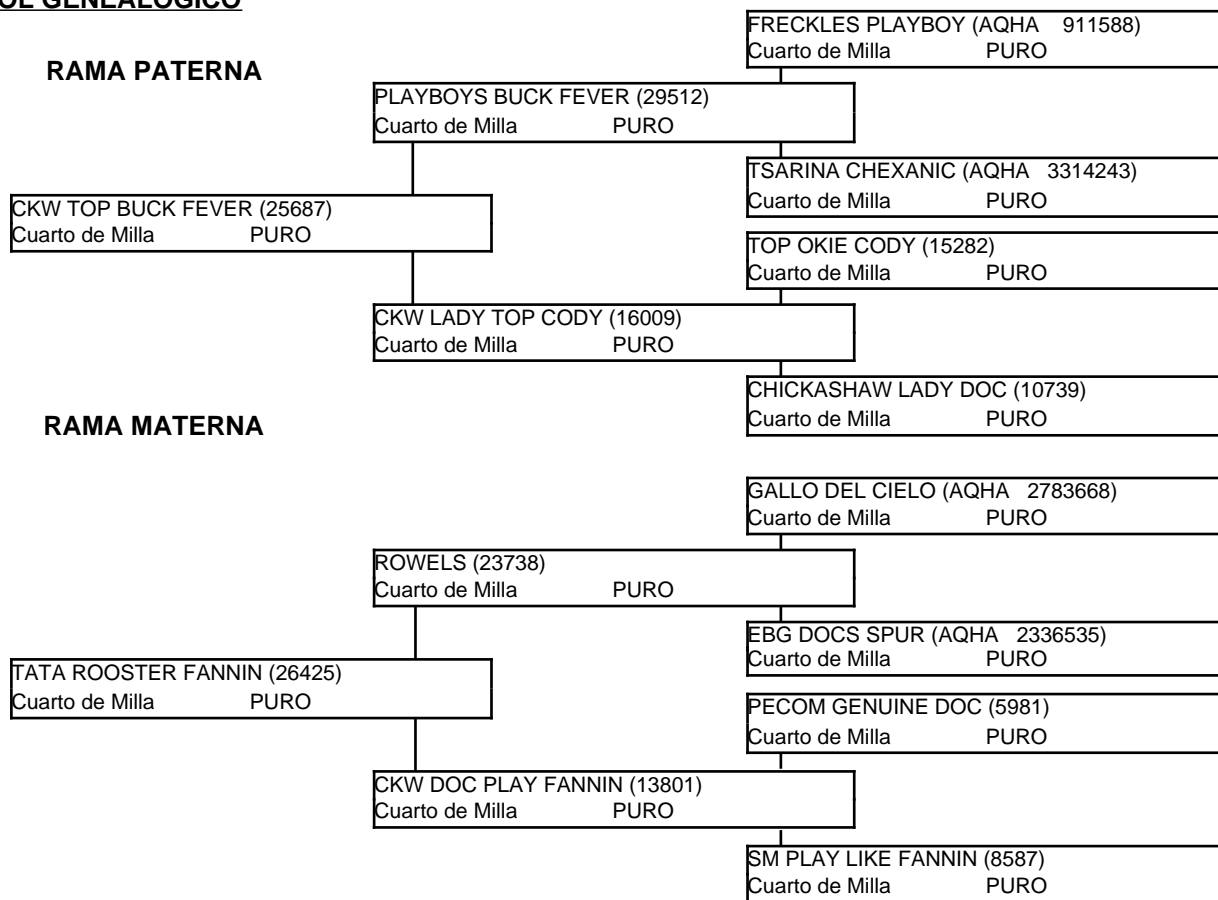 OL GENEALOGICO
FRECKLES PLAYBOY (AQHA 911588)
Cuarto de Milla PURO
RAMA PATERNA
PLAYBOYS BUCK FEVER (29512)
Cuarto de Milla PURO
TSARINA CHEXANIC (AQHA 3314243)
Cuarto de Milla PURO
CKW TOP BUCK FEVER (25687)
Cuarto de Milla PURO
TOP OKIE CODY (15282)
Cuarto de Milla PURO
CKW LADY TOP CODY (16009)
Cuarto de Milla PURO
CHICKASHAW LADY DOC (10739)
Cuarto de Milla PURO
RAMA MATERNA
GALLO DEL CIELO (AQHA 2783668)
Cuarto de Milla PURO
ROWELS (23738)
Cuarto de Milla PURO
EBG DOCS SPUR (AQHA 2336535)
Cuarto de Milla PURO
TATA ROOSTER FANNIN (26425)
Cuarto de Milla PURO
PECOM GENUINE DOC (5981)
Cuarto de Milla PURO
CKW DOC PLAY FANNIN (13801)
Cuarto de Milla PURO
SM PLAY LIKE FANNIN (8587)
Cuarto de Milla PURO